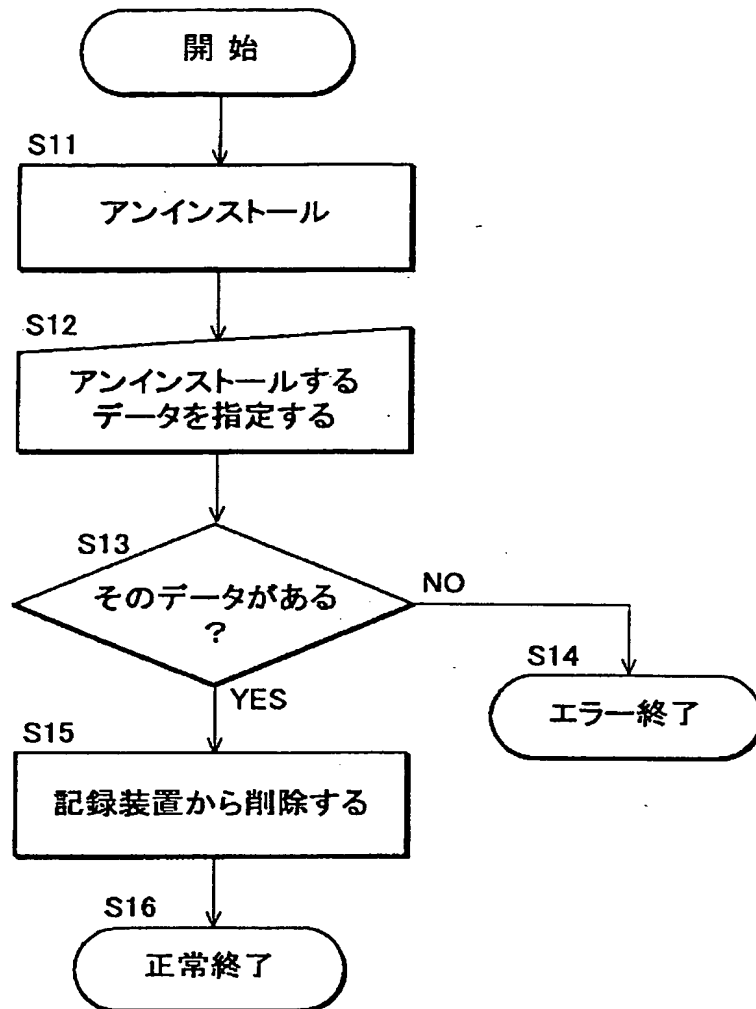 開 始
S11
アンインストール
S12
アンインストールする
データを指定する
S13
そのデータがある
?
NO
S14
エラー終了
YES
S15
記録装置から削除する
S16
正常終了